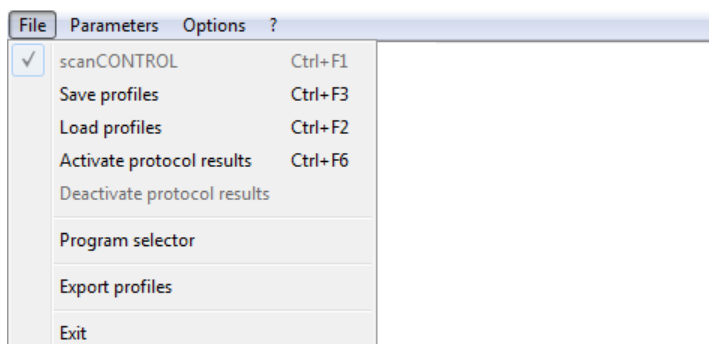 File Parameters Options ?
scanCONTROL Ctrl+F1
Save profiles Ctrl+F3
Load profiles Ctrl+F2
Activate protocol results Ctrl+F6
Deactivate protocol results
Program selector
Export profiles
Exit